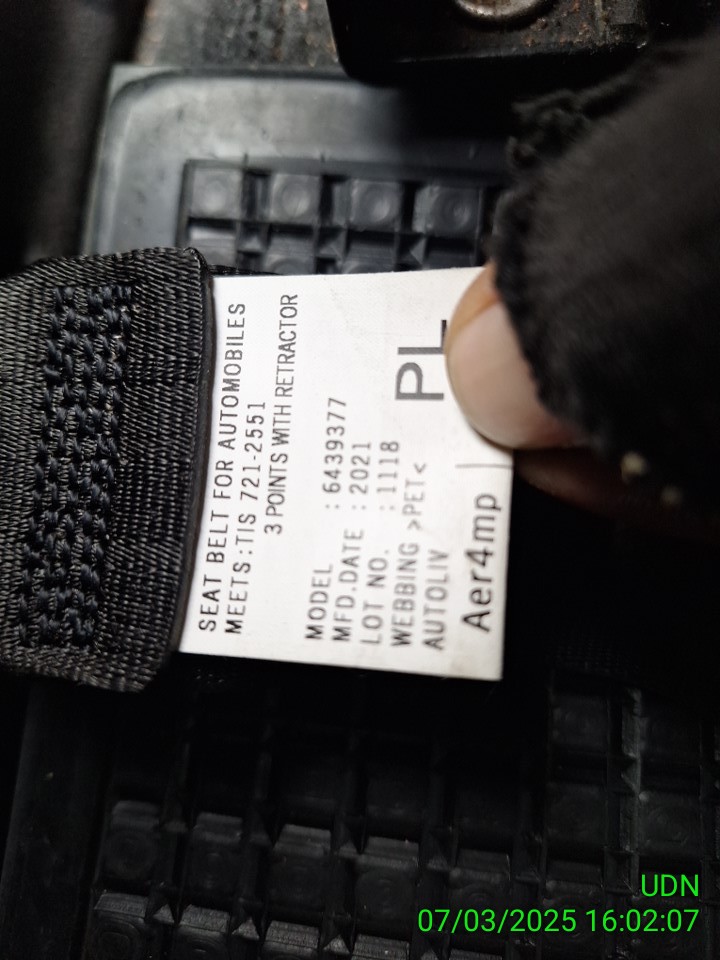 SEAT BELT FOR AUTOMOBILES
MEETS:TIS 721-2551
3 POINTS WITH RETRACTOR
MODEL : 6439377
MFD.DATE : 2021
LOT NO. : 1118
WEBBING >PET<
AUTOLIV
PL
Aer4mp
UDN
07/03/2025 16:02:07